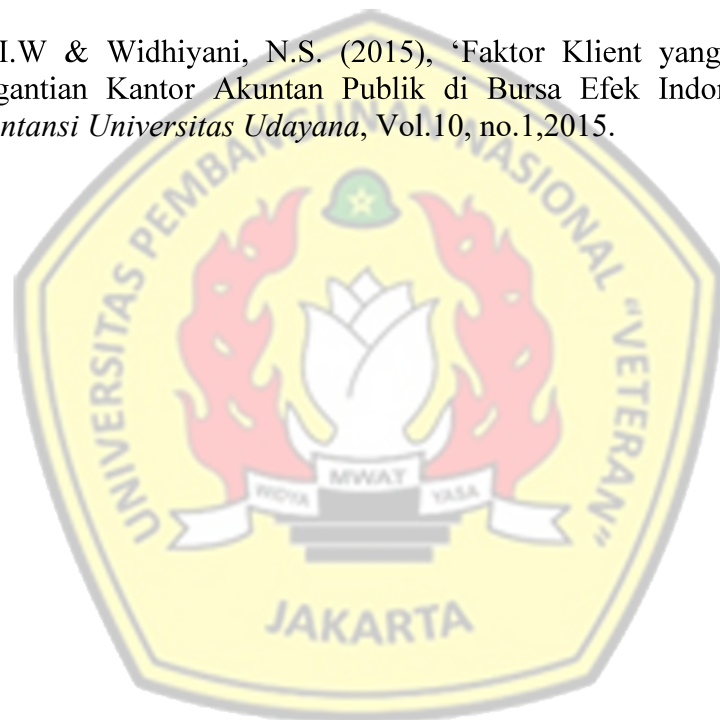 I.W & Widhiyani, N.S. (2015), ‘Faktor Klient yang
gantian Kantor Akuntan Publik di Bursa Efek Indon
ntansi Universitas Udayana, Vol.10, no.1,2015.
UNIVERSITAS PEMBANGUNAN NASIONAL “VETERAN”
WIDYA MWAT YASA
JAKARTA